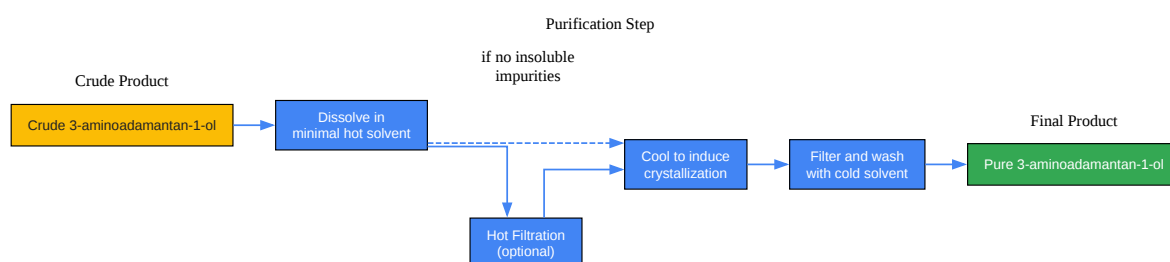 Purification Step
if no insoluble
impurities
Crude Product
Crude 3-aminoadamantan-1-ol
Dissolve in
minimal hot solvent
Hot Filtration
(optional)
Cool to induce
crystallization
Filter and wash
with cold solvent
Final Product
Pure 3-aminoadamantan-1-ol